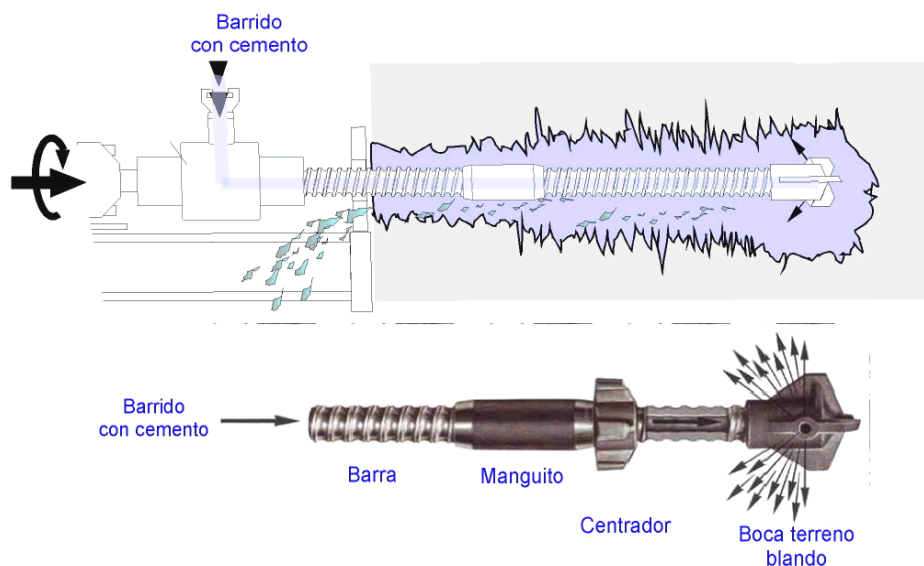 Barrido
con cemento
Barrido
con cemento
Barra
Manguito
Centrador
Boca terreno
blando